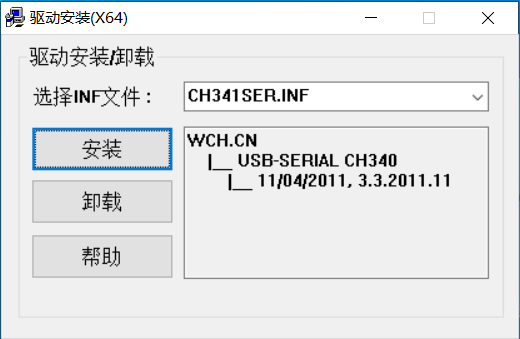 驱动安装(X64)
驱动安装/卸载
选择INF文件： CH341SER.INF
安装
卸载
帮助
WCH.CN
|__ USB-SERIAL CH340
|__ 11/04/2011, 3.3.2011.11